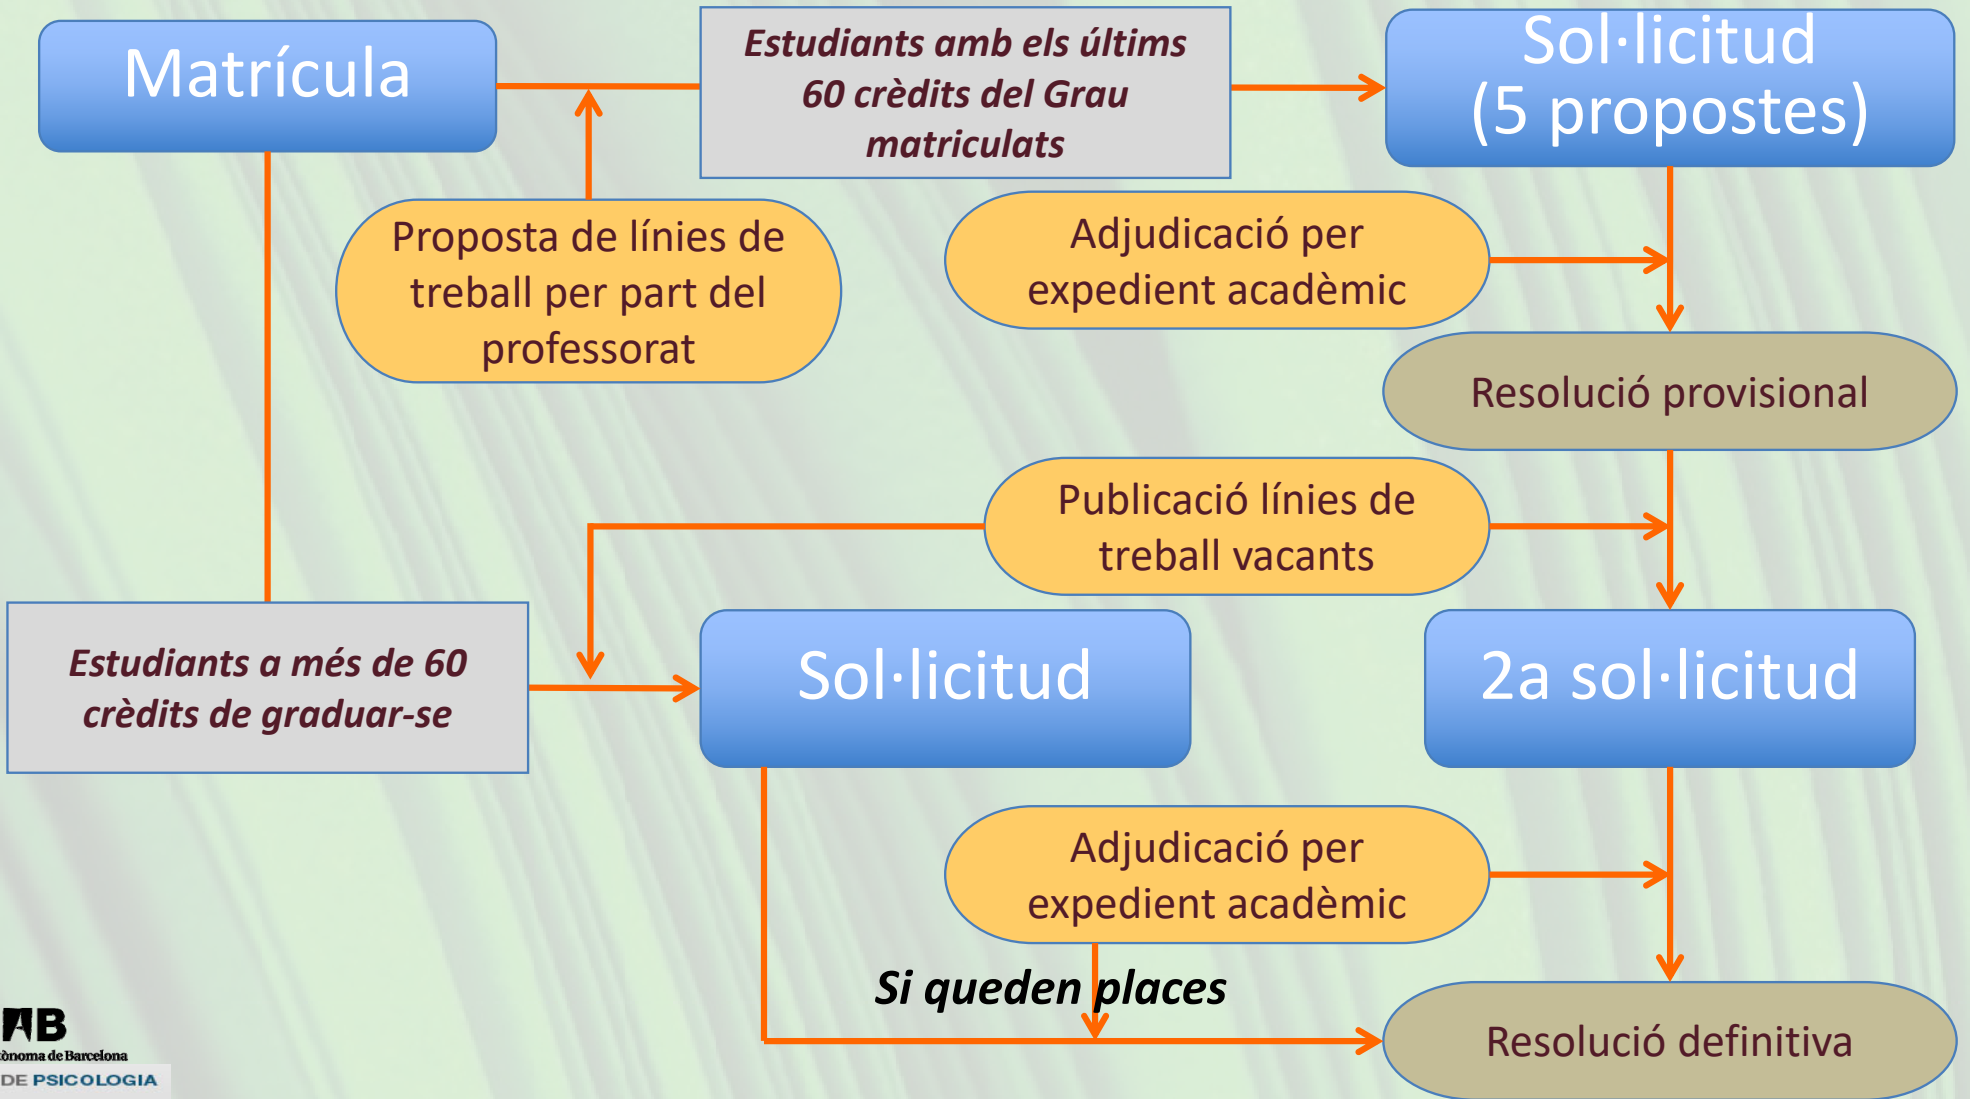 Matrícula
Estudiants amb els últims
60 crèdits del Grau
matriculats
Sol·licitud
(5 propostes)
Proposta de línies de
treball per part del
professorat
Adjudicació per
expedient acadèmic
Resolució provisional
Publicació línies de
treball vacants
Estudiants a més de 60
crèdits de graduar-se
Sol·licitud
2a sol·licitud
Adjudicació per
expedient acadèmic
Si queden places
Resolució definitiva
AB
tònoma de Barcelona
DE PSICOLOGIA